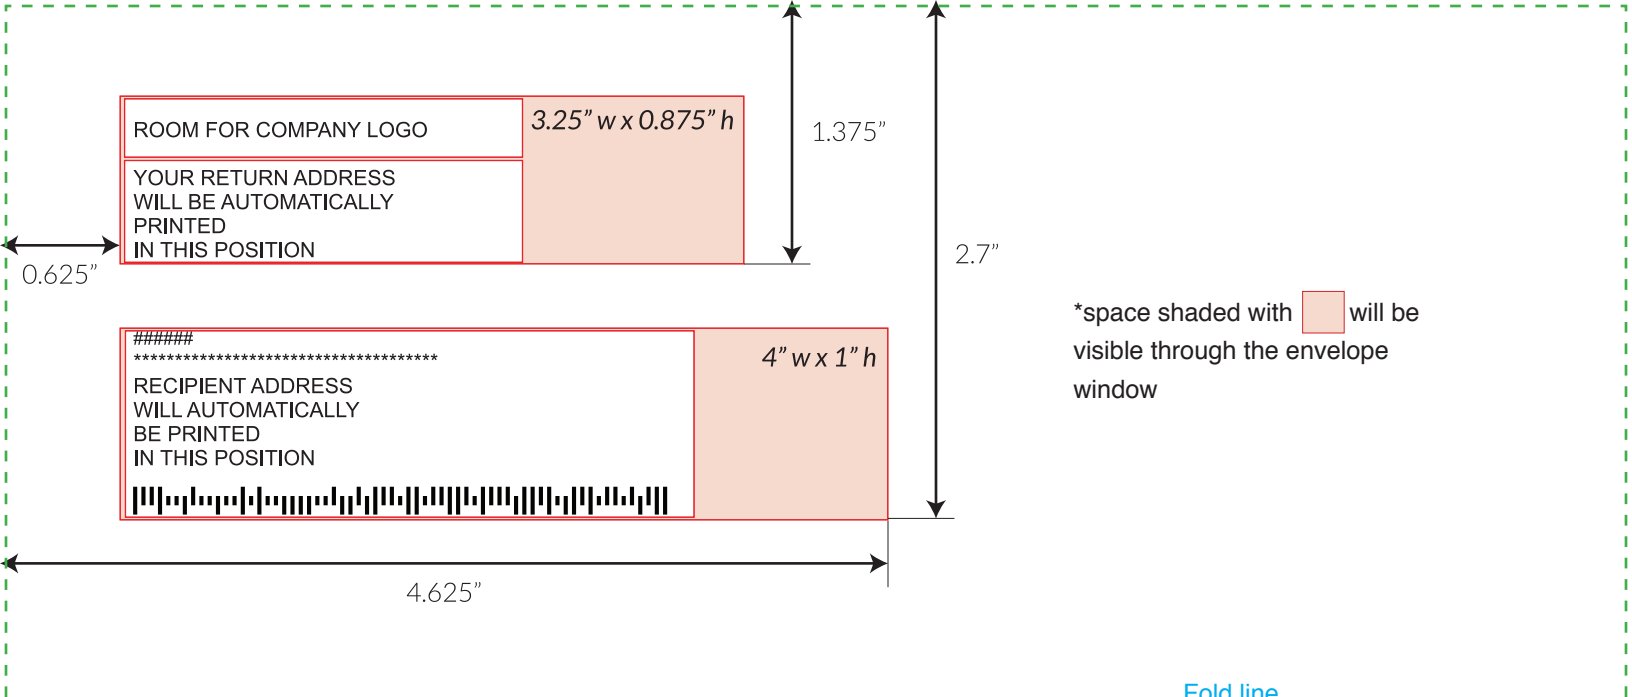 ROOM FOR COMPANY LOGO
3.25” w x 0.875” h
1.375”
YOUR RETURN ADDRESS
WILL BE AUTOMATICALLY
PRINTED
IN THIS POSITION
0.625”
2.7”
######
*************************************
4” w x 1” h
RECIPIENT ADDRESS
WILL AUTOMATICALLY
BE PRINTED
IN THIS POSITION
*space shaded with will be
visible through the envelope
window
4.625”
Fold line